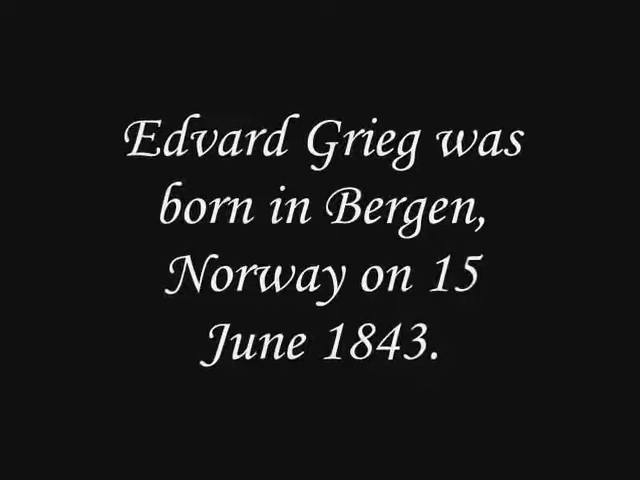 Edvard Grieg was
born in Bergen,
Norway on 15
June 1843.